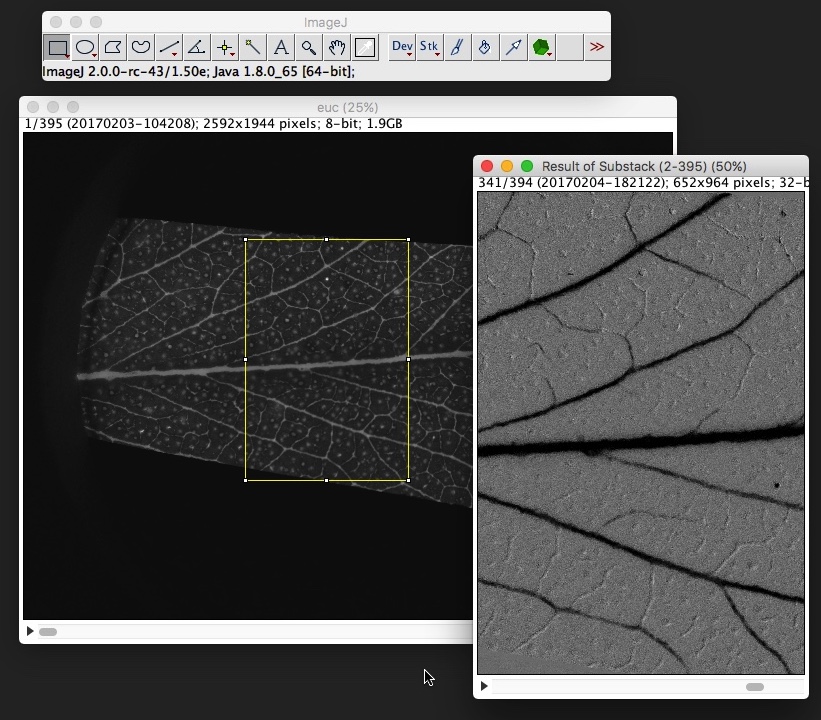 ImageJ
A Dev Stk >>
ImageJ 2.0.0-rc-43/1.50e; Java 1.8.0_65 [64-bit];
euc (25%)
1/395 (20170203-104208); 2592x1944 pixels; 8-bit; 1.9GB
Result of Substack (2-395) (50%)
341/394 (20170204-182122); 652x964 pixels; 32-b